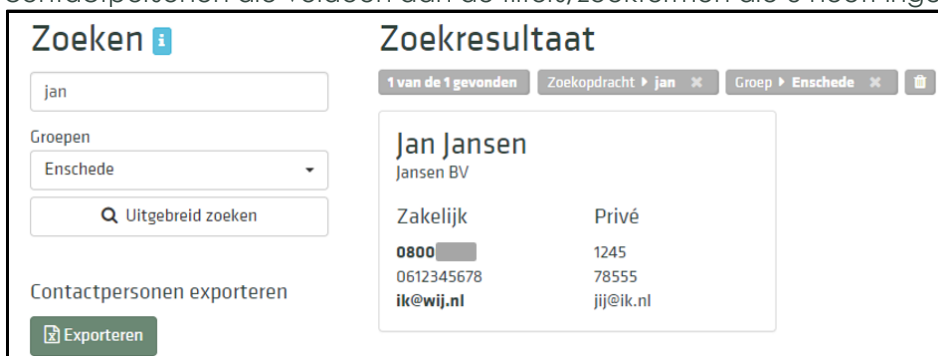 Zoeken i
jan
Groepen
Enschede
Uitgebreid zoeken
Contactpersonen exporteren
Exporteren
Zoekresultaat
1 van de 1 gevonden
Zoekopdracht jan
Groep Enschede
Jan Jansen
Jansen BV
Zakelijk
0800
0612345678
ik@wij.nl
Privé
1245
78555
jij@ik.nl